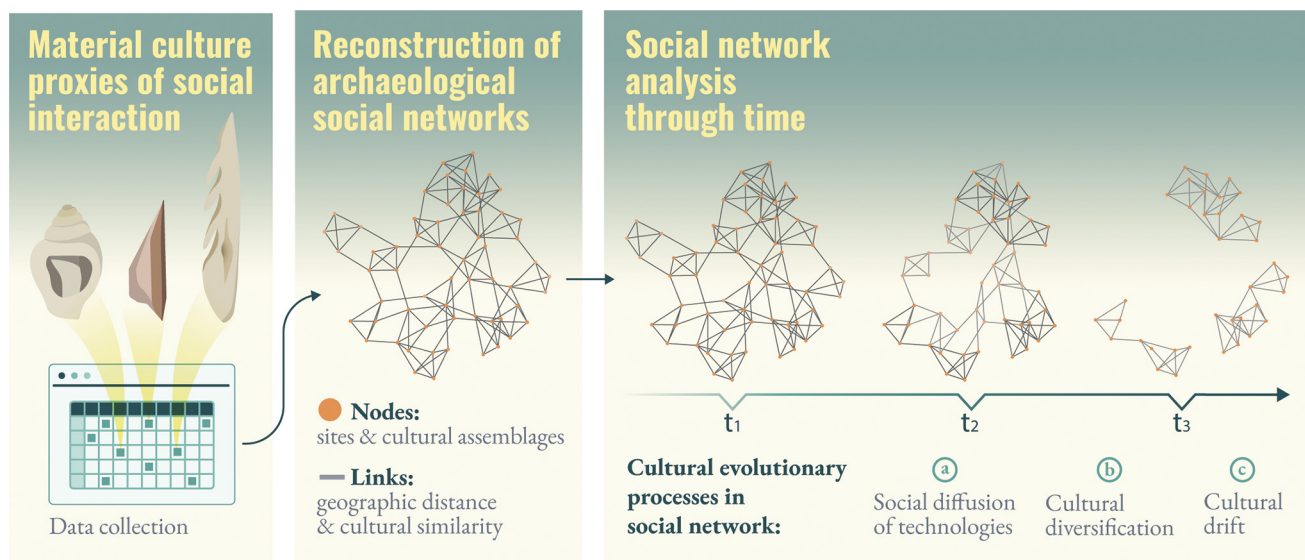 Material culture
proxies of social
interaction
Data collection
Reconstruction of
archaeological
social networks
Nodes:
sites & cultural assemblages
Links:
geographic distance
& cultural similarity
Social network
analysis
through time
t1
t2
t3
Cultural evolutionary
processes in
social network:
a
Social diffusion
of technologies
b
Cultural
diversification
c
Cultural
drift